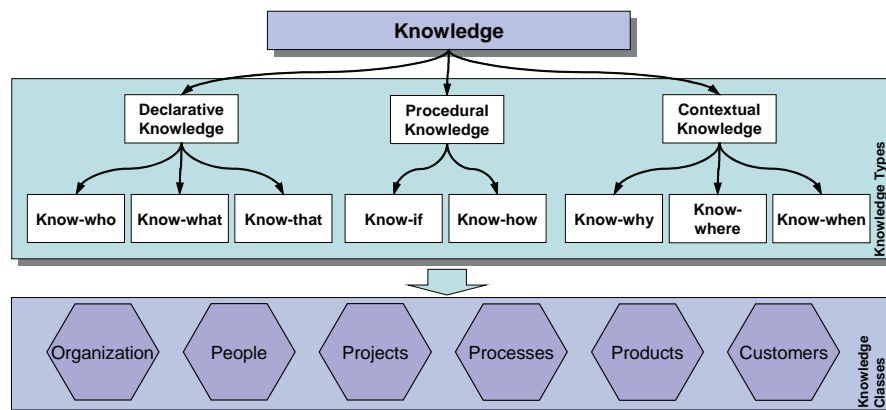 Knowledge
Declarative
Knowledge
Procedural
Knowledge
Contextual
Knowledge
Know-who
Know-what
Know-that
Know-if
Know-how
Know-why
Know-
where
Know-when
Knowledge Types
Organization
People
Projects
Processes
Products
Customers
Knowledge
Classes